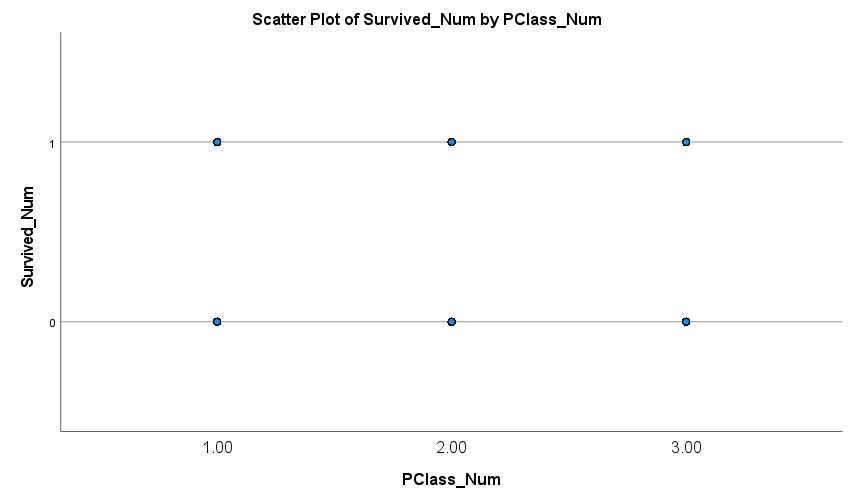 Scatter Plot of Survived_Num by PClass_Num
Survived_Num
1
0
1.00 2.00 3.00
PClass_Num